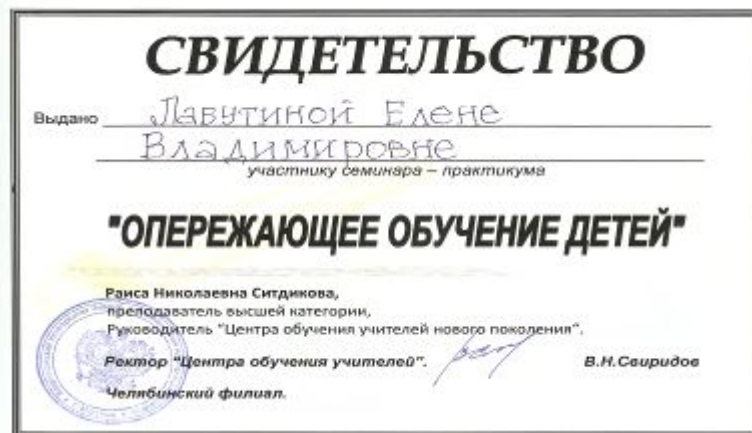 СВИДЕТЕЛЬСТВО
Выдано Лавутиной Елене
Владимировне
участнику семинара – практикума
"ОПЕРЕЖАЮЩЕЕ ОБУЧЕНИЕ ДЕТЕЙ"
Раиса Николаевна Ситдикова,
преподаватель высшей категории,
Руководитель "Центра обучения учителей нового поколения".
Ректор "Центра обучения учителей". В.Н.Свиридов
Челябинский филиал.